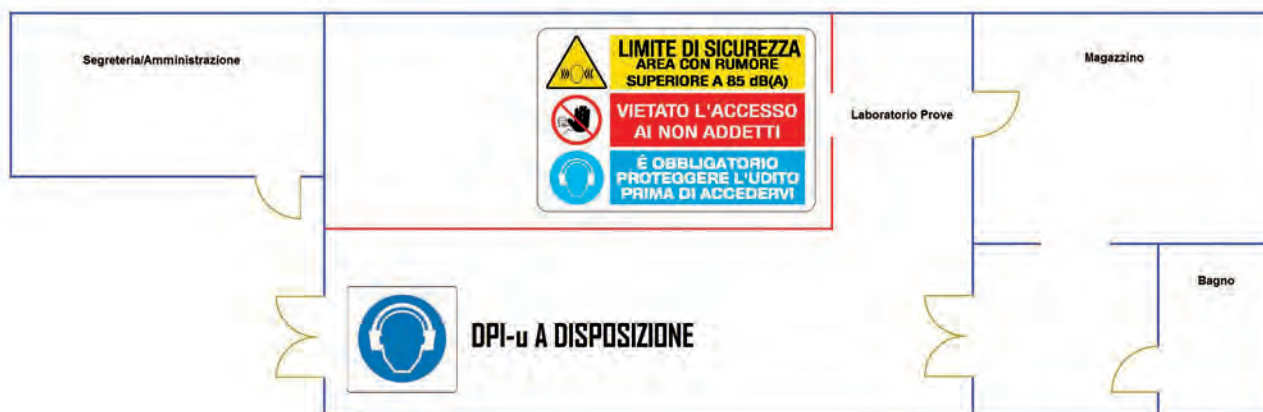 Segreteria/Amministrazione
LIMITE DI SICUREZZA
AREA CON RUMORE
SUPERIORE A 85 dB(A)
VIETATO L'ACCESSO
AI NON ADDETTI
É OBBLIGATORIO
PROTEGGERE L'UDITO
PRIMA DI ACCEDERVI
Laboratorio Prove
Magazzino
Bagno
DPI-u A DISPOSIZIONE